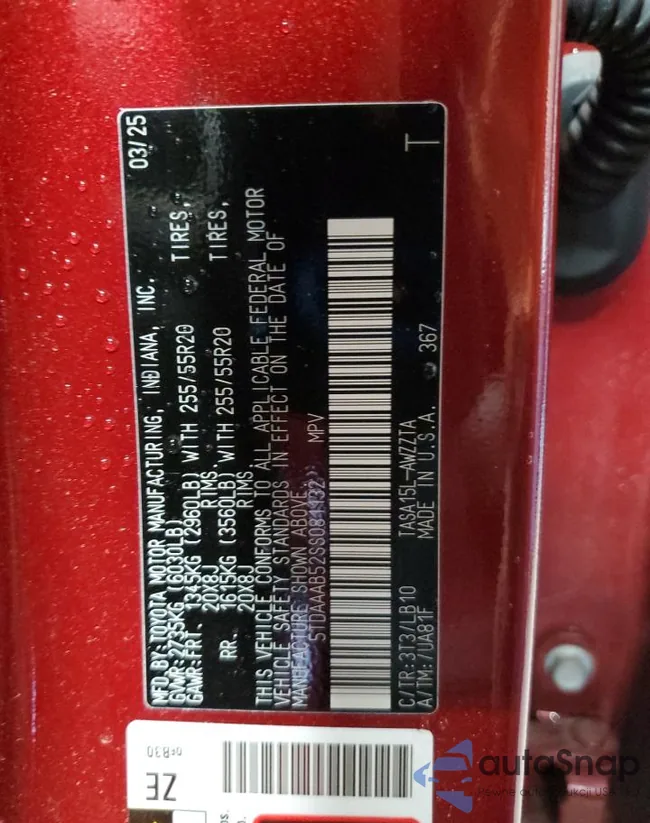 MFD BY:TOYOTA MOTOR MANUFACTURING, INDIANA, INC. 03/25
GVWR:2735KG (6030LB)
GAWR:FRT. 1345KG (2960LB) WITH 255/55R20 TIRES,
20X8J RIMS,
RR. 1615KG (3560LB) WITH 255/55R20 TIRES,
20X8J RIMS.
THIS VEHICLE CONFORMS TO ALL APPLICABLE FEDERAL MOTOR
VEHICLE SAFETY STANDARDS IN EFFECT ON THE DATE OF
MANUFACTURE SHOWN ABOVE.
MPV
C/TR:3T3/LB10 TASA15L-AWZZTA T
A/TM:7UA81F MADE IN U.S.A. 367
ZE
autoSnap